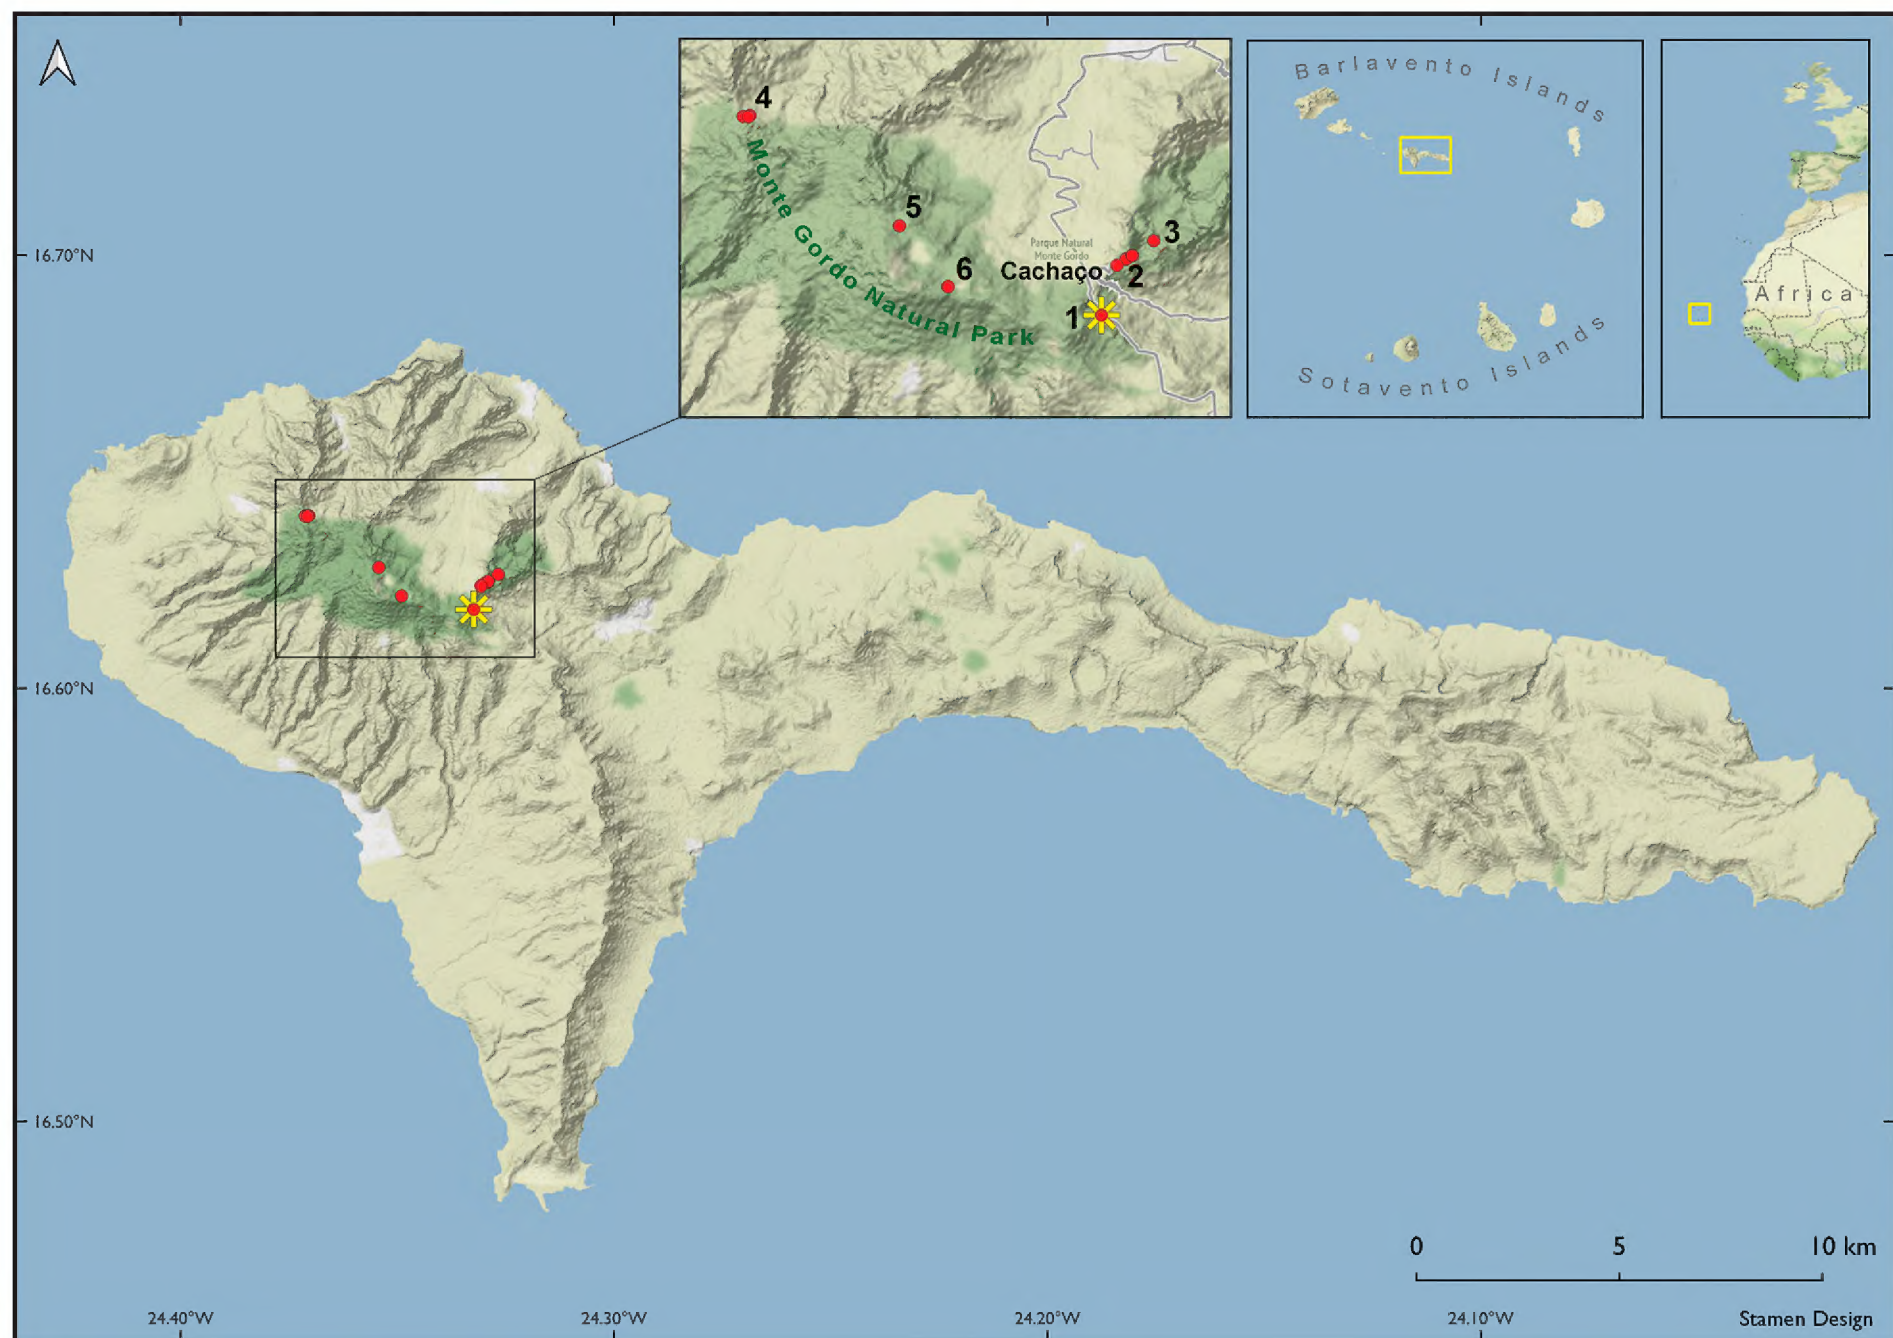 Barlavento Islands
4
Monte Gordo Natural Park
5
3
Parque Natural
Monte Gordo
Cachaço
2
6
1
Africa
Sotavento Islands
16.70°N
16.60°N
16.50°N
0 5 10 km
24.40°W 24.30°W 24.20°W 24.10°W
Stamen Design